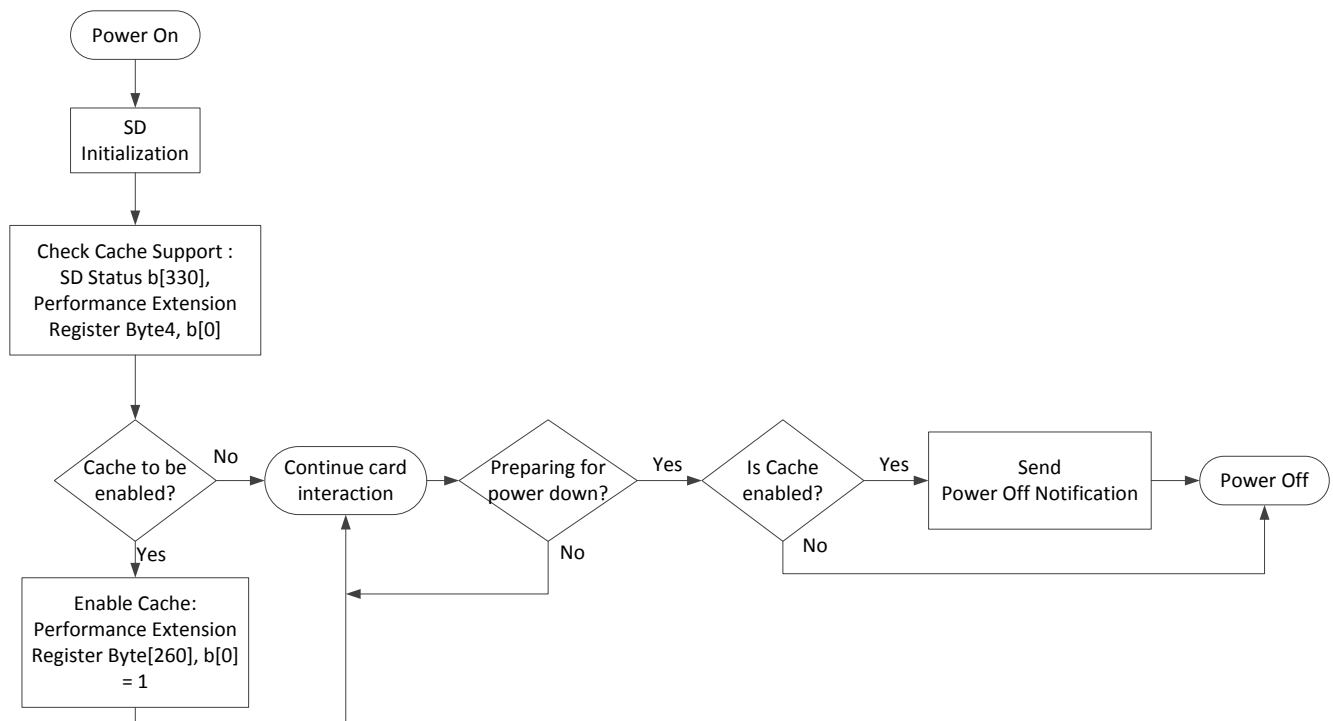 Power On
SD
Initialization
Check Cache Support :
SD Status b[330],
Performance Extension
Register Byte4, b[0]
Cache to be
enabled?
No
Continue card
interaction
Preparing for
power down?
Yes
Is Cache
enabled?
Yes
Send
Power Off Notification
Power Off
No
No
Yes
Enable Cache:
Performance Extension
Register Byte[260], b[0]
= 1